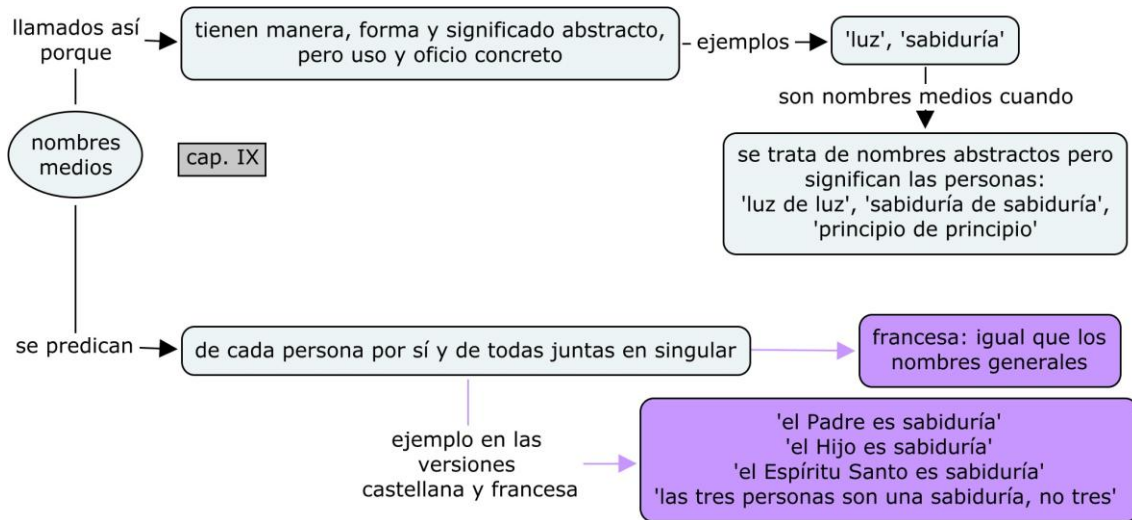 llamados así
porque
tienen manera, forma y significado abstracto,
pero uso y oficio concreto
ejemplos
'luz', 'sabiduría'
son nombres medios cuando
se trata de nombres abstractos pero
significan las personas:
'luz de luz', 'sabiduría de sabiduría',
'principio de principio'
nombres
medios
cap. IX
se predican
de cada persona por sí y de todas juntas en singular
francesa: igual que los
nombres generales
ejemplo en las
versiones
castellana y francesa
'el Padre es sabiduría'
'el Hijo es sabiduría'
'el Espíritu Santo es sabiduría'
'las tres personas son una sabiduría, no tres'